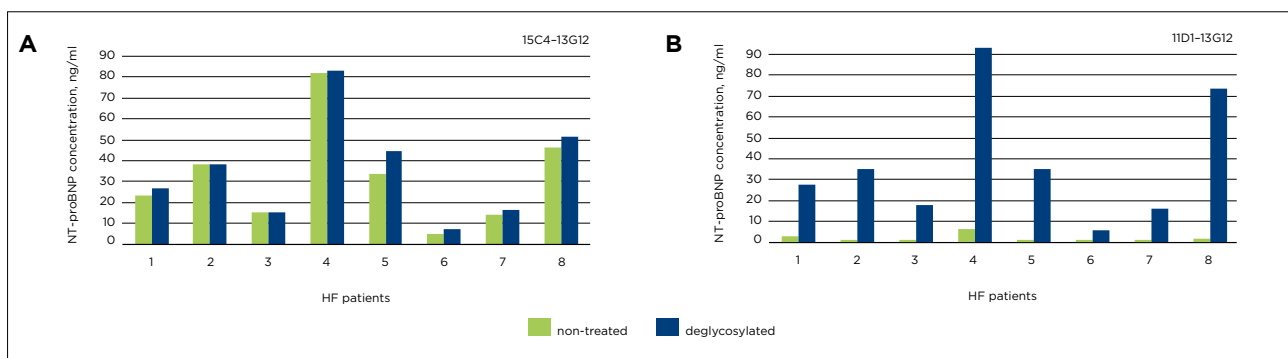 A
15C4–13G12
NT-proBNP concentration, ng/ml
90
80
70
60
50
40
30
20
10
0
1 2 3 4 5 6 7 8
HF patients
B
11D1–13G12
NT-proBNP concentration, ng/ml
90
80
70
60
50
40
30
20
10
0
1 2 3 4 5 6 7 8
HF patients
non-treated deglycosylated